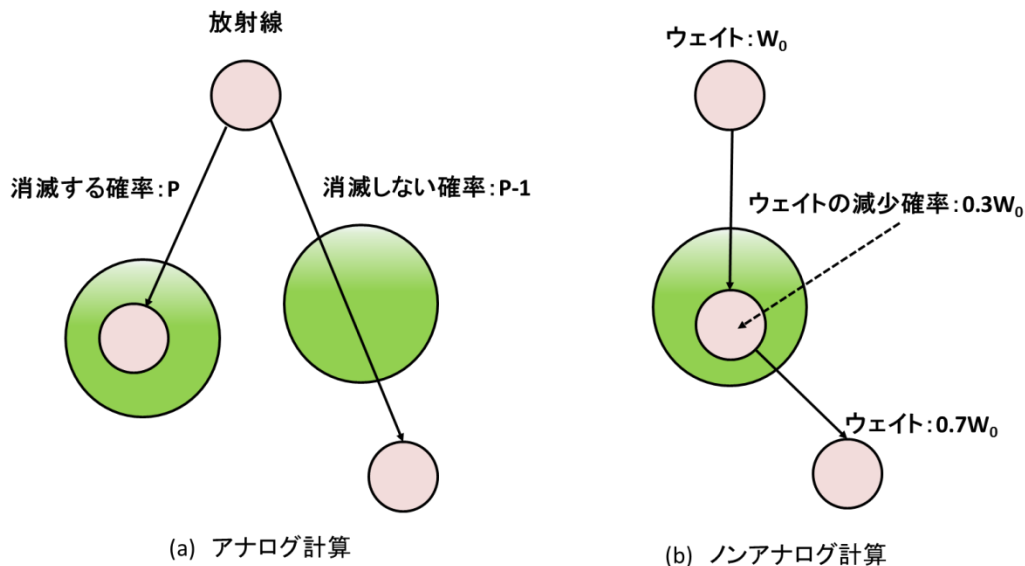 放射線
消滅する確率:P
消滅しない確率:P-1
(a) アナログ計算
ウェイト:W₀
ウェイトの減少確率:0.3W₀
ウェイト:0.7W₀
(b) ノンアナログ計算